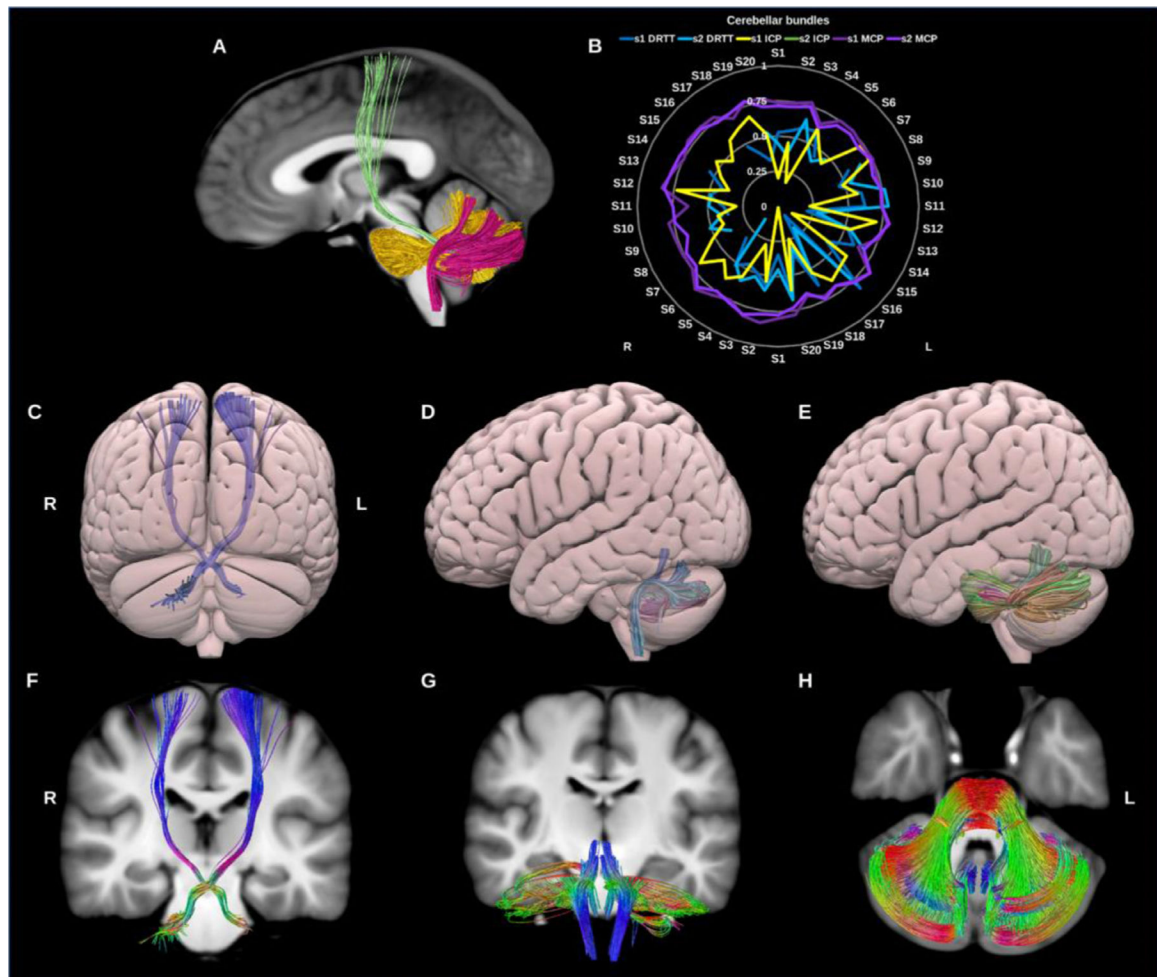 A
B
Cerebellar bundles
s1 DRTT s2 DRTT s1 ICP s2 ICP s1 MCP s2 MCP
S1
S2
S3
S4
S5
S6
S7
S8
S9
S10
S11
S12
S13
S14
S15
S16
S17
S18
S19
S20
S1
S2
S3
S4
S5
S6
S7
S8
S9
S10
S11
S12
S13
S14
S15
S16
S17
S18
S19
S20
1
0.75
0.5
0.25
0
R
L
C
R
L
D
E
F
R
G
H
L